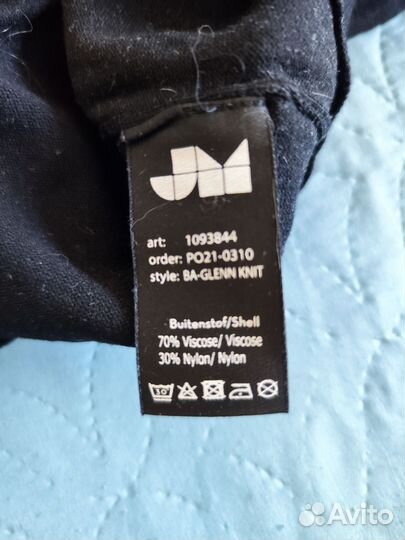 JM
art: 1093844
order: PO21-0310
style: BA-GLENN KNIT
Buitenstof/Shell
70% Viscose/ Viscose
30% Nylon/ Nylon
30°
Avito